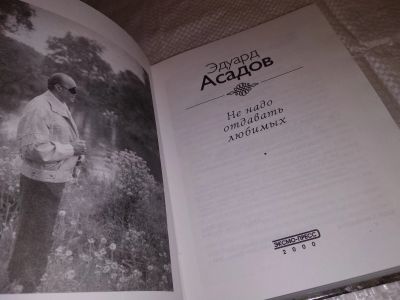 Эдуард
Асадов
Не надо
отдавать
любимых
ЭКСМО-ПРЕСС
2000